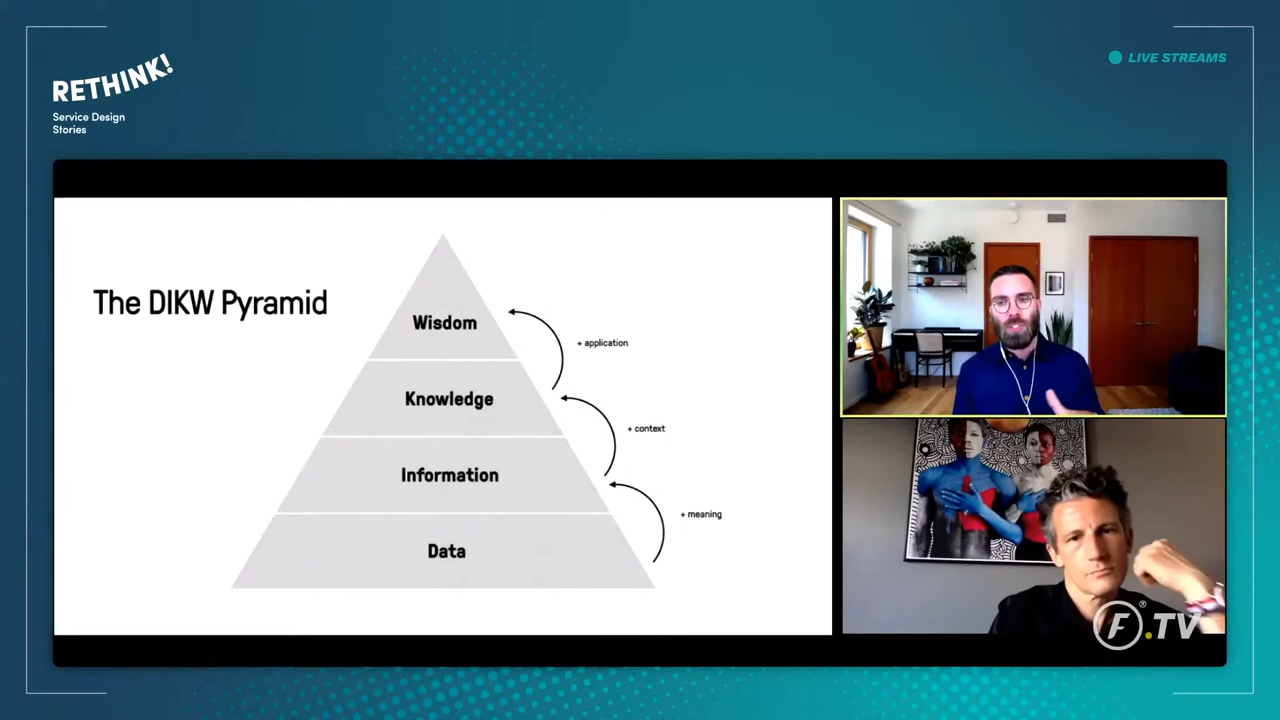 RETHINK!
Service Design
Stories
LIVE STREAMS
The DIKW Pyramid
Wisdom
+ application
Knowledge
+ context
Information
+ meaning
Data
F®.TV